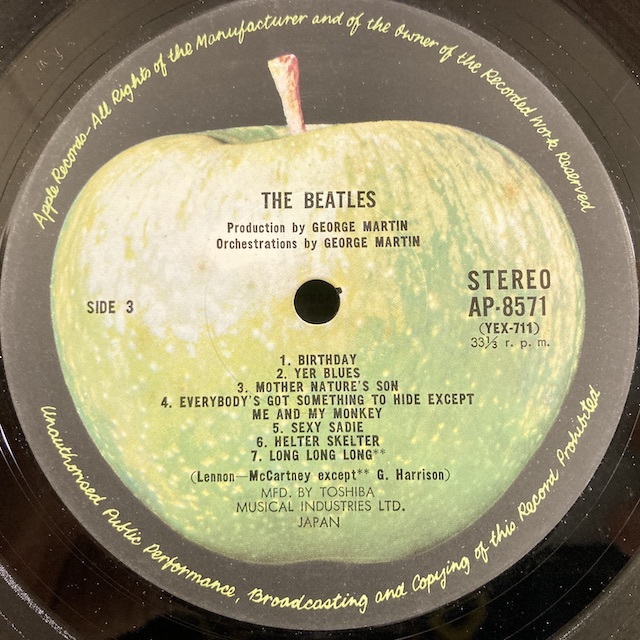 Apple Records-All Rights of the Manufacturer and of the Owner of the Recorded Work Reserved
THE BEATLES
Production by GEORGE MARTIN
Orchestrations by GEORGE MARTIN
SIDE 3
STEREO
AP-8571
(YEX-711)
33⅓ r. p. m.
1. BIRTHDAY
2. YER BLUES
3. MOTHER NATURE'S SON
4. EVERYBODY'S GOT SOMETHING TO HIDE EXCEPT
ME AND MY MONKEY
5. SEXY SADIE
6. HELTER SKELTER
7. LONG LONG LONG**
(Lennon—McCartney except** G. Harrison)
MFD. BY TOSHIBA
MUSICAL INDUSTRIES LTD.
JAPAN
Unauthorised Public Performance, Broadcasting and Copying of this Record Prohibited